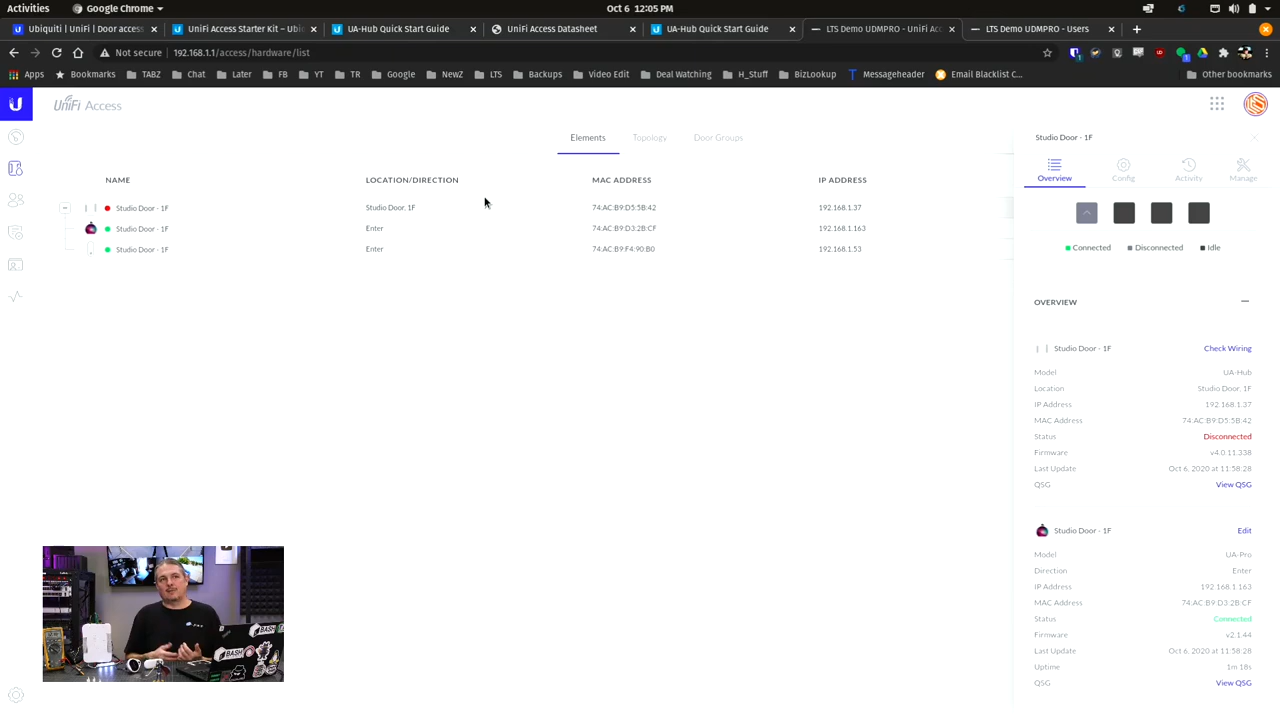 Activities
Google Chrome
Oct 6 12:05 PM
Ubiquiti | UniFi | Door access
UniFi Access Starter Kit – Ubi
UA-Hub Quick Start Guide
UniFi Access Datasheet
UA-Hub Quick Start Guide
LTS Demo UDMPRO - UniFi Ac
LTS Demo UDMPRO - Users
Not secure
192.168.1.1/access/hardware/list
Apps
Bookmarks
TABZ
Chat
Later
FB
YT
TR
Google
NewZ
LTS
Backups
Video Edit
Deal Watching
H_Stuff
BizLookup
Messageheader
Email Blacklist C...
Other bookmarks
UniFi Access
Elements
Topology
Door Groups
NAME
LOCATION/DIRECTION
MAC ADDRESS
IP ADDRESS
Studio Door - 1F
Studio Door, 1F
74:AC:B9:D5:5B:42
192.168.1.37
Studio Door - 1F
Enter
74:AC:B9:D3:2B:CF
192.168.1.163
Studio Door - 1F
Enter
74:AC:B9:F4:90:B0
192.168.1.53
Studio Door - 1F
Overview
Config
Activity
Manage
Connected
Disconnected
Idle
OVERVIEW
Studio Door - 1F
Check Wiring
Model
UA-Hub
Location
Studio Door, 1F
IP Address
192.168.1.37
MAC Address
74:AC:B9:D5:5B:42
Status
Disconnected
Firmware
v4.0.11.338
Last Update
Oct 6, 2020 at 11:58:28
QSG
View QSG
Studio Door - 1F
Edit
Model
UA-Pro
Direction
Enter
IP Address
192.168.1.163
MAC Address
74:AC:B9:D3:2B:CF
Status
Connected
Firmware
v2.1.44
Last Update
Oct 6, 2020 at 11:58:28
Uptime
1m 18s
QSG
View QSG
BASH
BASH